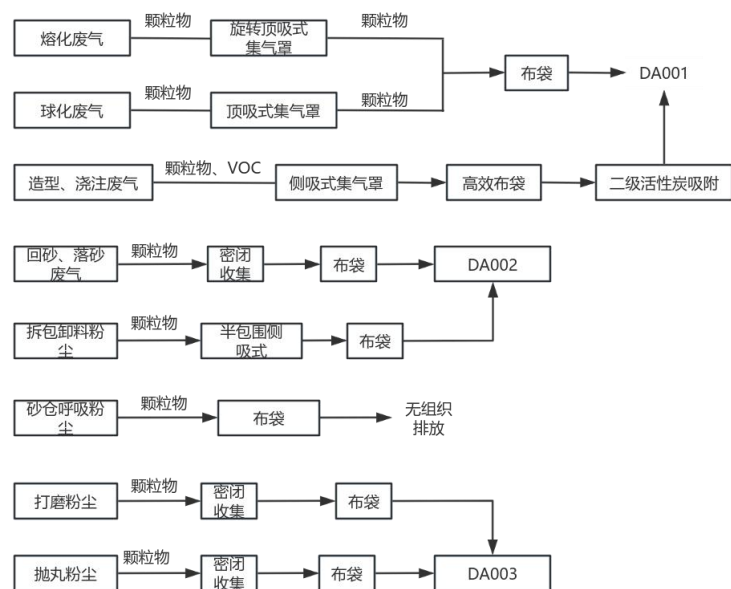 熔化废气
颗粒物
旋转顶吸式
集气罩
颗粒物
布袋
DA001
球化废气
颗粒物
顶吸式集气罩
颗粒物
造型、浇注废气
颗粒物、VOC
侧吸式集气罩
高效布袋
二级活性炭吸附
回砂、落砂
废气
颗粒物
密闭
收集
布袋
DA002
拆包卸料粉
尘
颗粒物
半包围侧
吸式
布袋
砂仓呼吸粉
尘
颗粒物
布袋
无组织
排放
打磨粉尘
颗粒物
密闭
收集
布袋
抛丸粉尘
颗粒物
密闭
收集
布袋
DA003